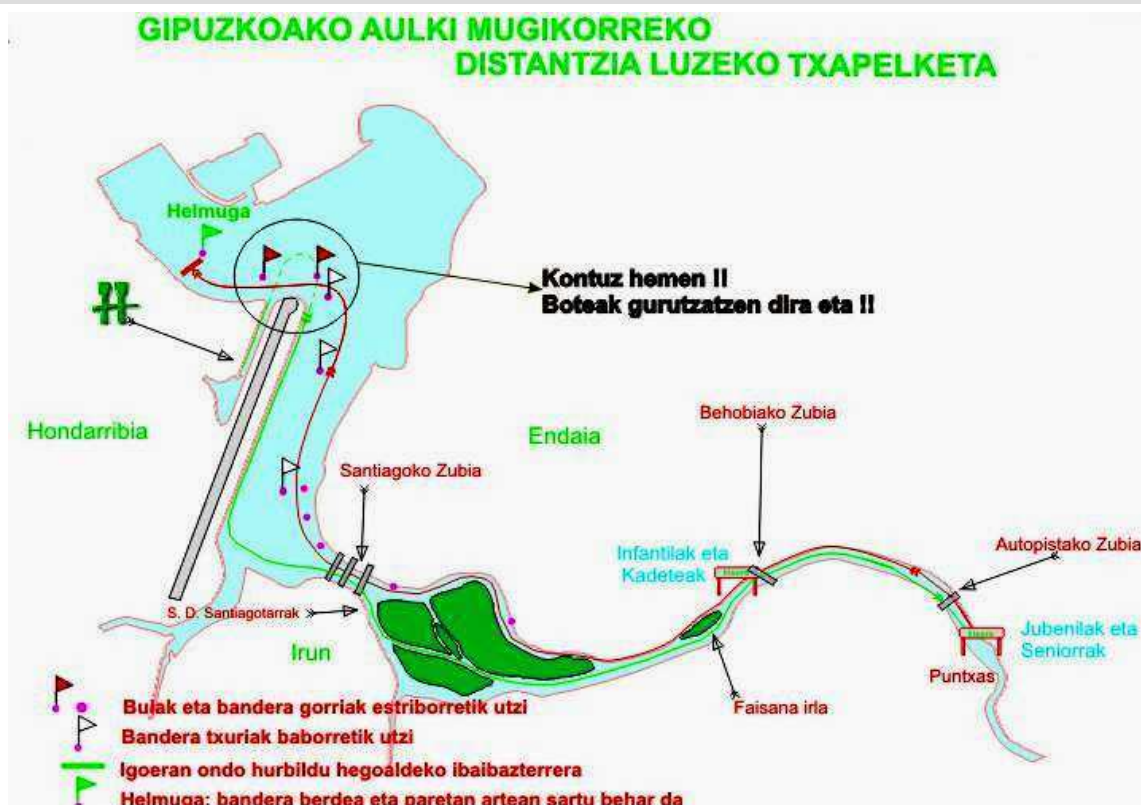 GIPUZKOAKO AULKI MUGIKORREKO
DISTANTZIA LUZEKO TXAPELKETA
Helmuga
Kontuz hemen !!
Boteak gurutzatzen dira eta !!
Hondarribia
Endaia
Behobiako Zubia
Santiagoko Zubia
Autopistako Zubia
Infantilak eta
Kadeteak
S. D. Santiagotarrak
Irun
Jubenilak eta
Seniorrak
Puntxas
Faisana irla
Buiak eta bandera gorriak estriborretik utzi
Bandera txuriak baborretik utzi
Igoeran ondo hurbildu hegoaldeko ibaibazterrera
Helmuga: bandera berdea eta paretan artean sartu behar da